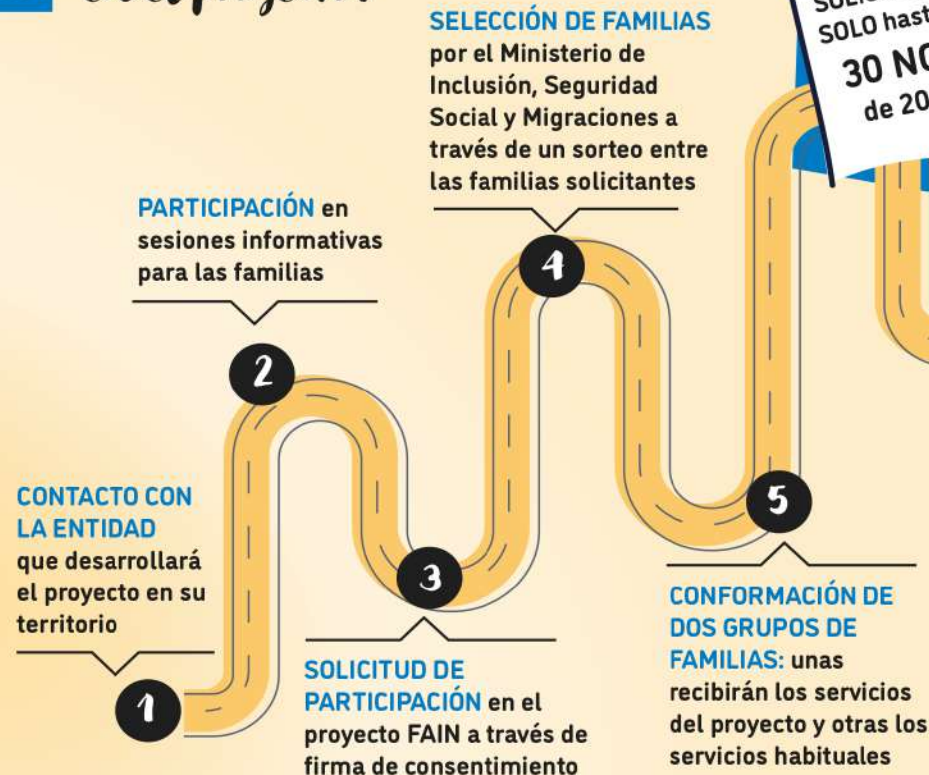 SELECCIÓN DE FAMILIAS
por el Ministerio de
Inclusión, Seguridad
Social y Migraciones a
través de un sorteo entre
las familias solicitantes
SOLO
30
de
PARTICIPACIÓN en
sesiones informativas
para las familias
4
2
CONTACTO CON
LA ENTIDAD
que desarrollará
el proyecto en su
territorio
5
3
CONFORMACIÓN DE
DOS GRUPOS DE
FAMILIAS: unas
recibirán los servicios
del proyecto y otras los
servicios habituales
1
SOLICITUD DE
PARTICIPACIÓN en el
proyecto FAIN a través de
firma de consentimiento